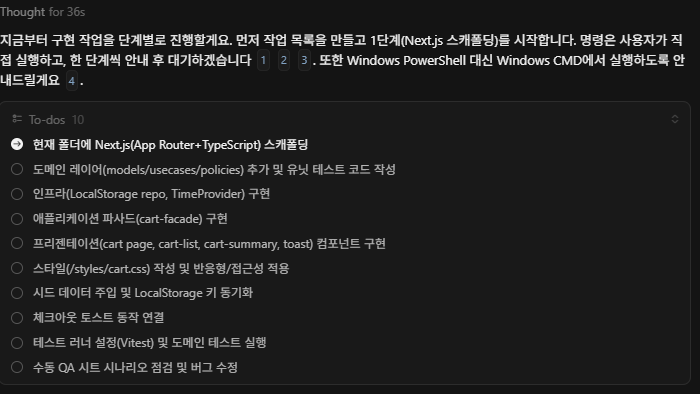 Thought for 36s
지금부터 구현 작업을 단계별로 진행할게요. 먼저 작업 목록을 만들고 1단계(Next.js 스캐폴딩)를 시작합니다. 명령은 사용자가 직
접 실행하고, 한 단계씩 안내 후 대기하겠습니다 1 2 3 . 또한 Windows PowerShell 대신 Windows CMD에서 실행하도록 안
내드릴게요 4 .
To-dos 10
현재 폴더에 Next.js(App Router+TypeScript) 스캐폴딩
도메인 레이어(models/usecases/policies) 추가 및 유닛 테스트 코드 작성
인프라(LocalStorage repo, TimeProvider) 구현
애플리케이션 파사드(cart-facade) 구현
프리젠테이션(cart page, cart-list, cart-summary, toast) 컴포넌트 구현
스타일(/styles/cart.css) 작성 및 반응형/접근성 적용
시드 데이터 주입 및 LocalStorage 키 동기화
체크아웃 토스트 동작 연결
테스트 러너 설정(Vitest) 및 도메인 테스트 실행
수동 QA 시트 시나리오 점검 및 버그 수정